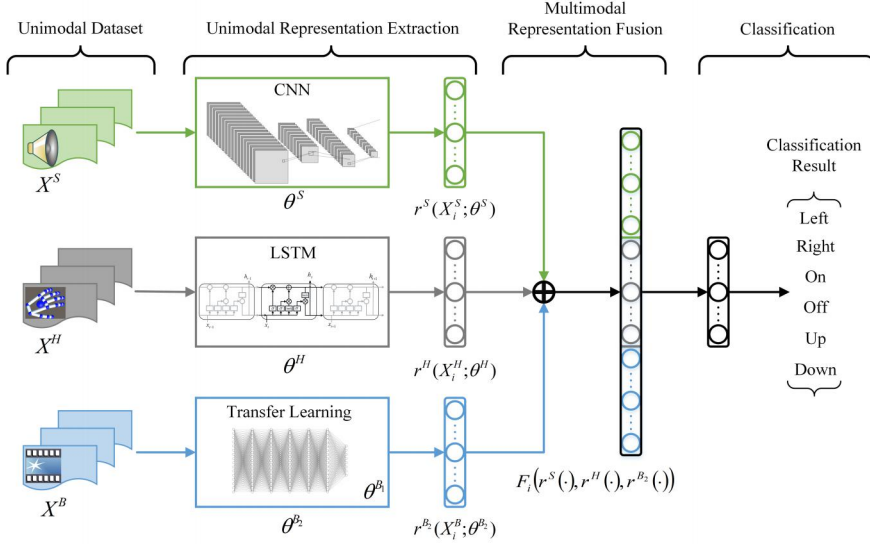 Unimodal Dataset
Unimodal Representation Extraction
Multimodal
Representation Fusion
Classification
CNN
X^S
θ^S
r^S(X_i^S;θ^S)
LSTM
X^H
θ^H
r^H(X_i^H;θ^H)
Transfer Learning
θ^{B_1}
X^B
θ^{B_2}
r^{B_2}(X_i^B;θ^{B_2})
F_i(r^S(·),r^H(·),r^{B_2}(·))
Classification
Result
Left
Right
On
Off
Up
Down